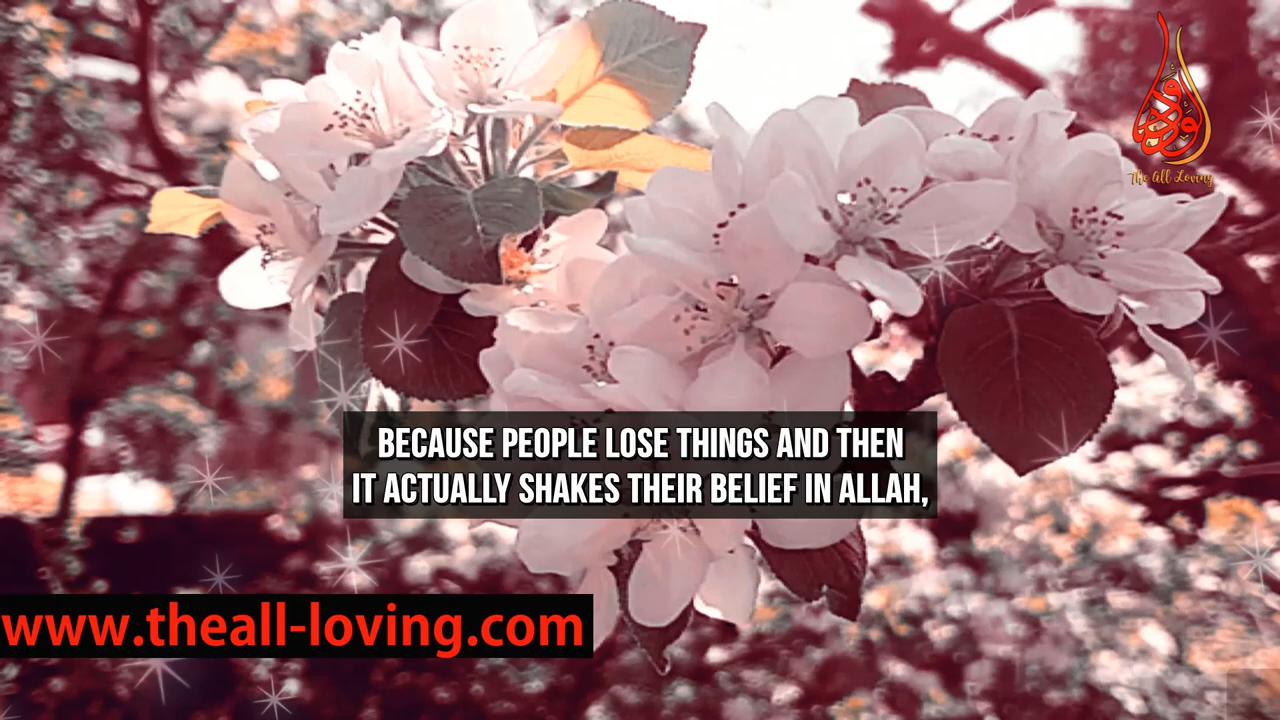 The All Loving
BECAUSE PEOPLE LOSE THINGS AND THEN
IT ACTUALLY SHAKES THEIR BELIEF IN ALLAH,
www.theall-loving.com